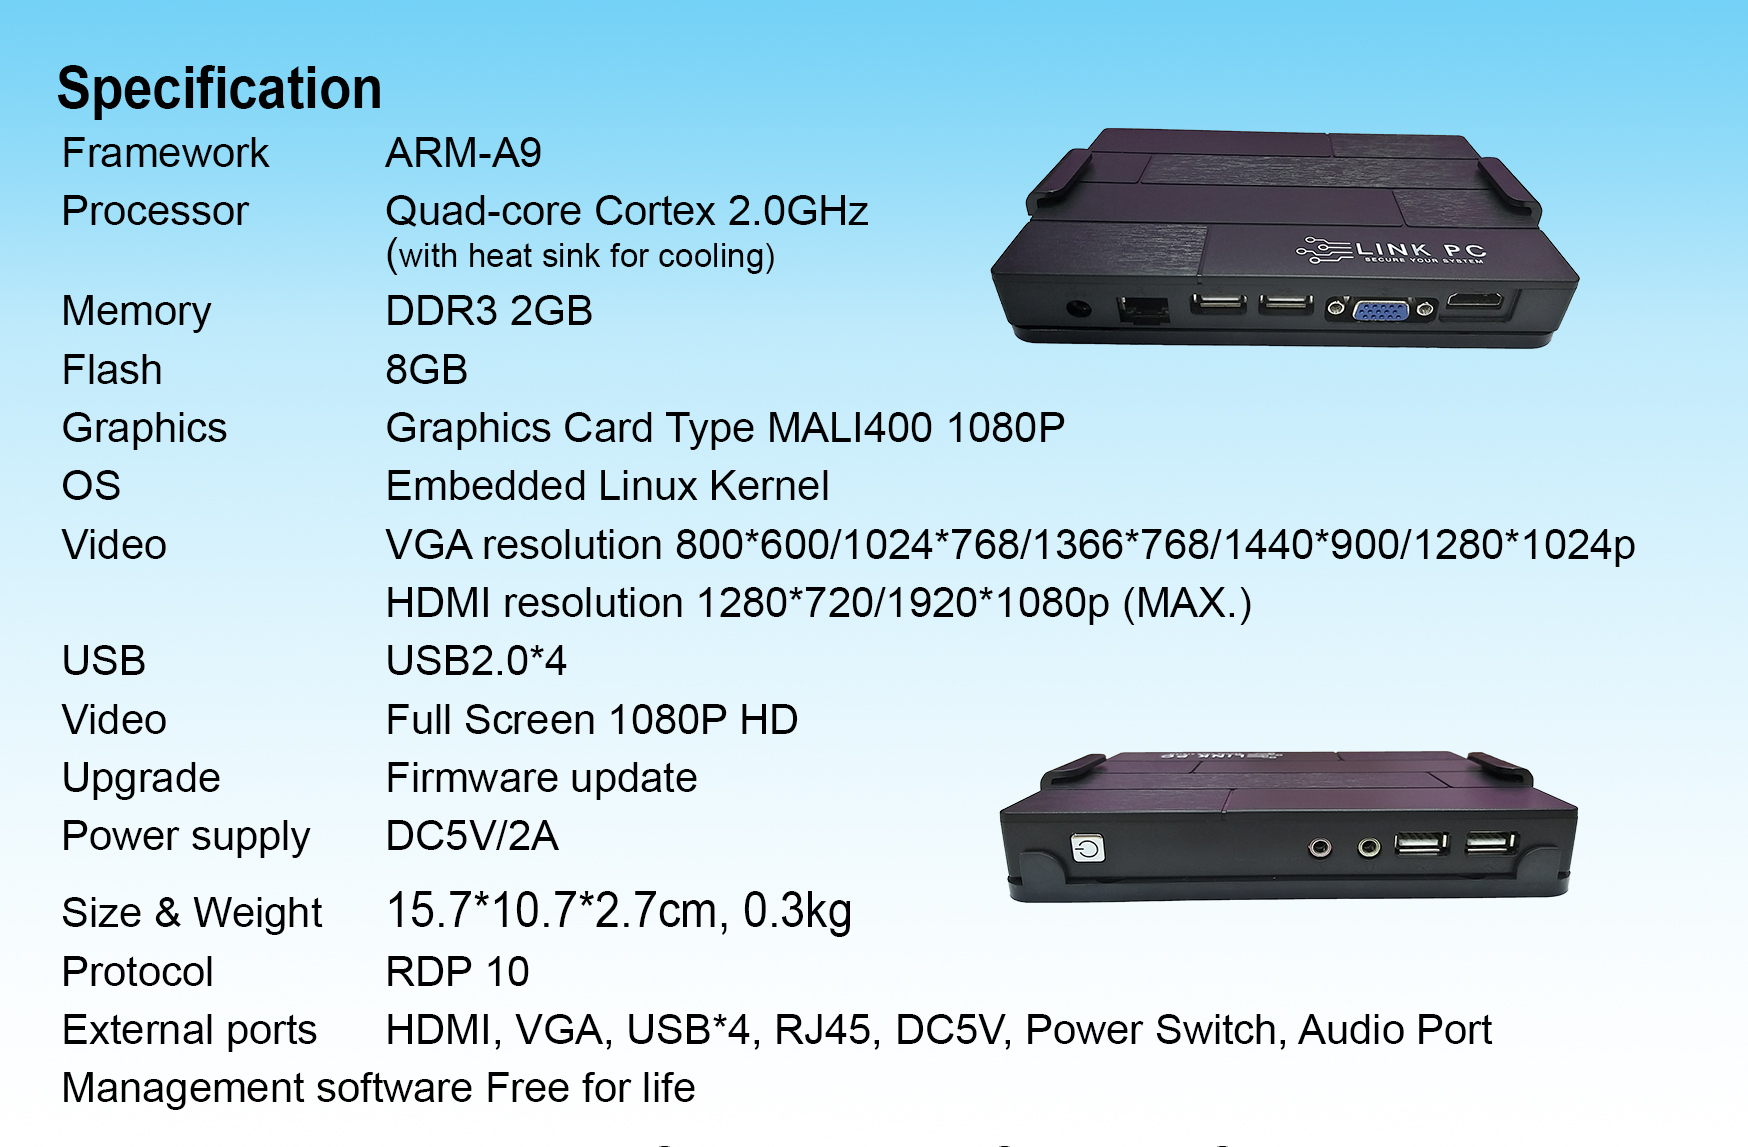 Specification
Framework ARM-A9
Processor Quad-core Cortex 2.0GHz
(with heat sink for cooling)
Memory DDR3 2GB
Flash 8GB
Graphics Graphics Card Type MALI400 1080P
OS Embedded Linux Kernel
Video VGA resolution 800*600/1024*768/1366*768/1440*900/1280*1024p
HDMI resolution 1280*720/1920*1080p (MAX.)
USB USB2.0*4
Video Full Screen 1080P HD
Upgrade Firmware update
Power supply DC5V/2A
Size & Weight 15.7*10.7*2.7cm, 0.3kg
Protocol RDP 10
External ports HDMI, VGA, USB*4, RJ45, DC5V, Power Switch, Audio Port
Management software Free for life
LINK PC
SECURE YOUR SYSTEM
LINK PC